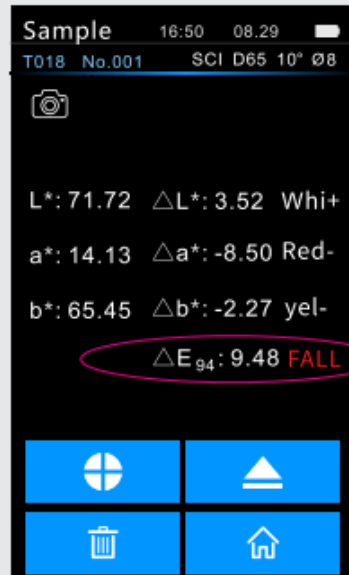 Sample 16:50 08.29
T018 No.001 SCI D65 10° Ø8
L*: 71.72 △L*: 3.52 Whi+
a*: 14.13 △a*: -8.50 Red-
b*: 65.45 △b*: -2.27 yel-
△E94: 9.48 FALL